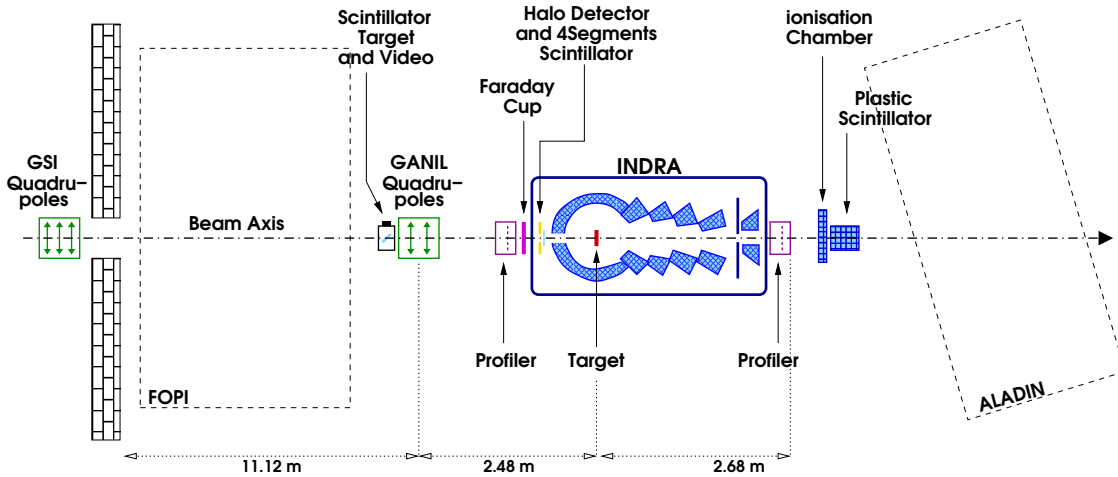 Scintillator
Target
and Video
Halo Detector
and 4Segments
Scintillator
ionisation
Chamber
Faraday
Cup
Plastic
Scintillator
GSI
Quadru-
poles
GANIL
Quadru-
poles
INDRA
Beam Axis
Profiler
Target
Profiler
FOPI
ALADIN
11.12 m
2.48 m
2.68 m